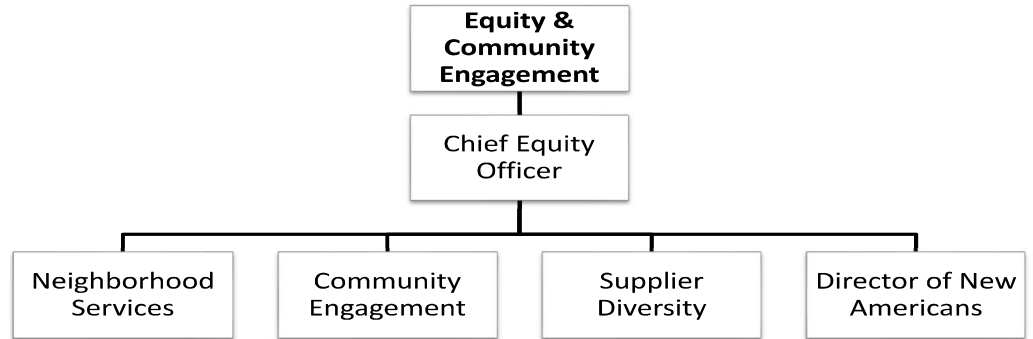 Equity &
Community
Engagement
Chief Equity
Officer
Neighborhood
Services
Community
Engagement
Supplier
Diversity
Director of New
Americans